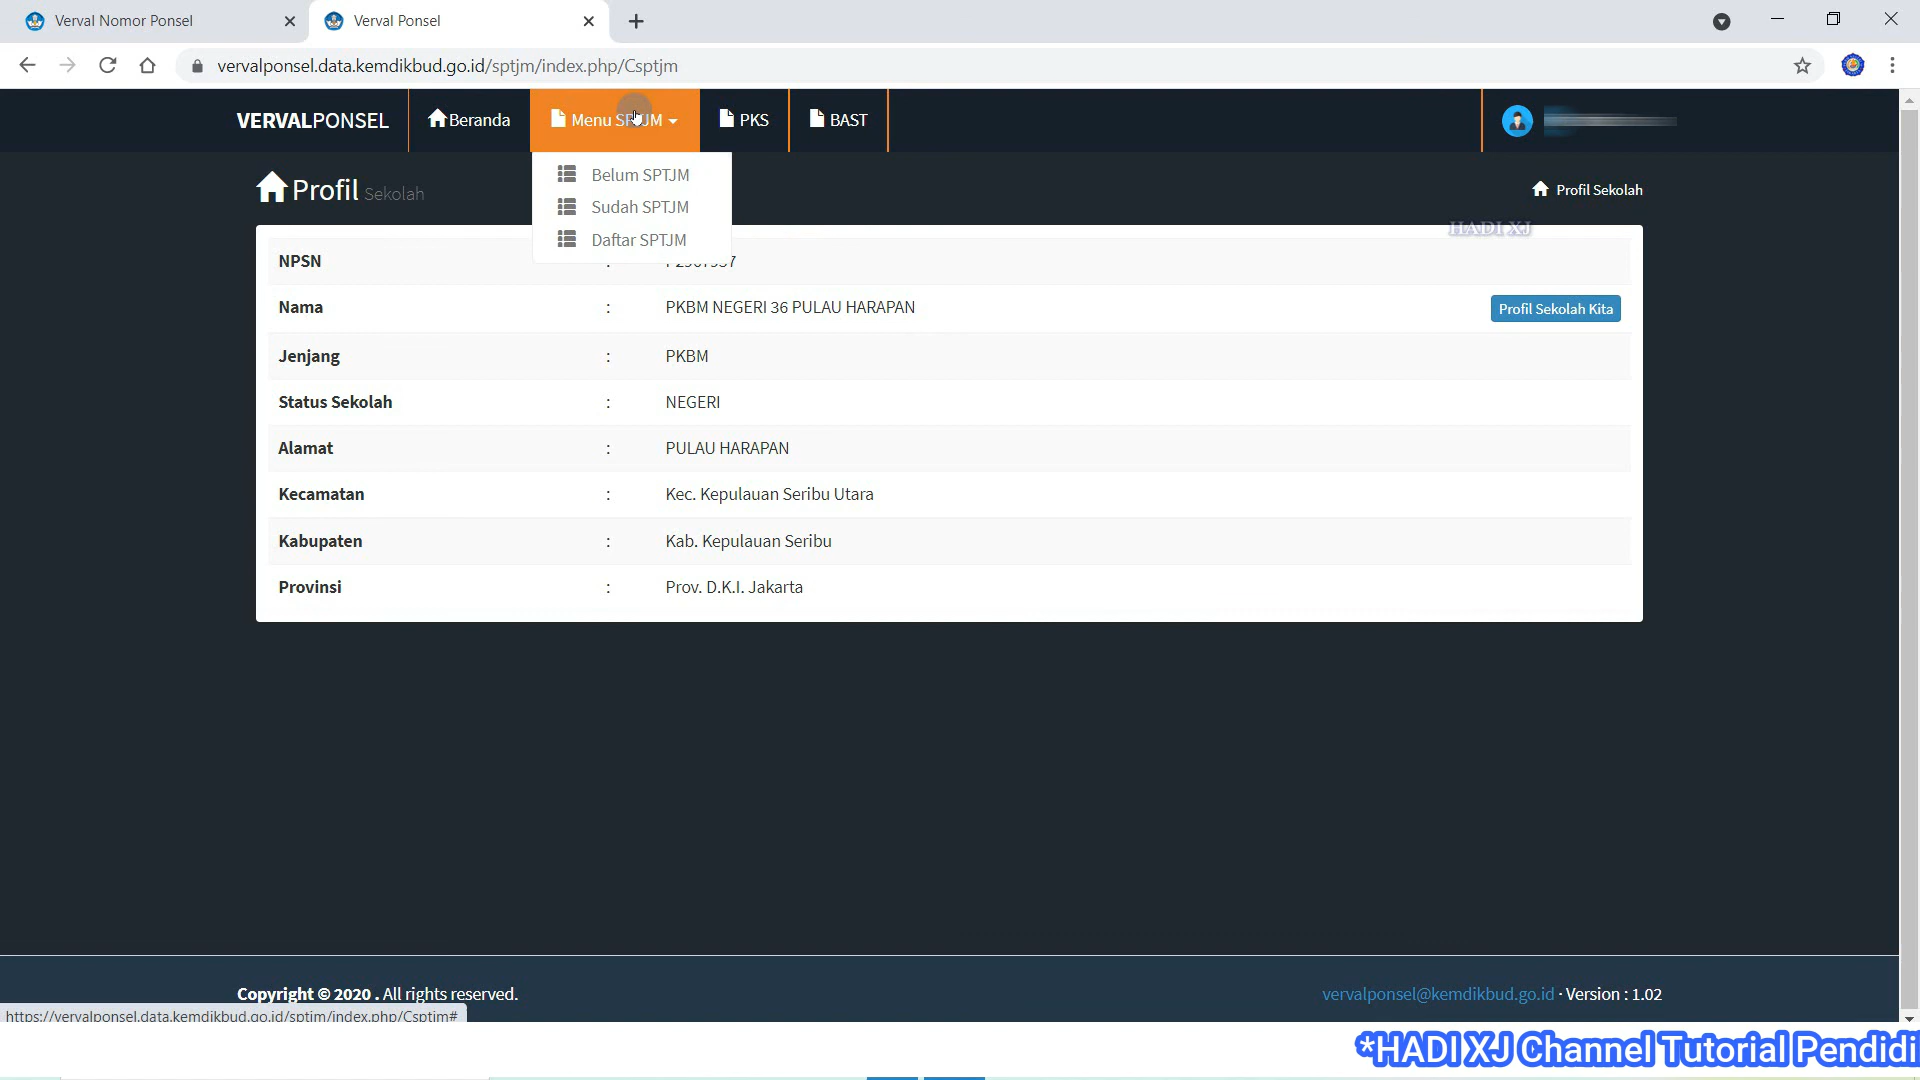 Verval Nomor Ponsel
Verval Ponsel
vervalponsel.data.kemdikbud.go.id/sptjm/index.php/Csptjm
VERVALPONSEL
Beranda
Menu SPTJM
PKS
BAST
Belum SPTJM
Sudah SPTJM
Daftar SPTJM
Profil Sekolah
Profil Sekolah
HADI XJ
NPSN :
Nama : PKBM NEGERI 36 PULAU HARAPAN
Profil Sekolah Kita
Jenjang : PKBM
Status Sekolah : NEGERI
Alamat : PULAU HARAPAN
Kecamatan : Kec. Kepulauan Seribu Utara
Kabupaten : Kab. Kepulauan Seribu
Provinsi : Prov. D.K.I. Jakarta
Copyright © 2020 . All rights reserved.
vervalponsel@kemdikbud.go.id · Version : 1.02
https://vervalponsel.data.kemdikbud.go.id/sptjm/index.php/Csptjm#
*HADI XJ Channel Tutorial Pendidi